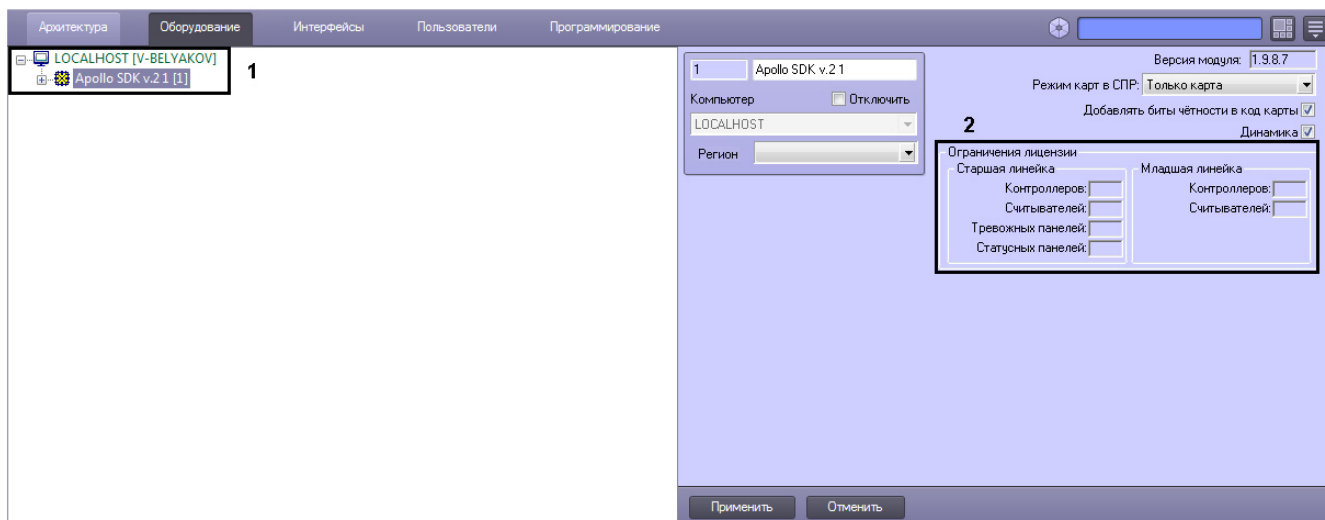 Архитектура Оборудование Интерфейсы Пользователи Программирование
LOCALHOST [V-BELYAKOV]
Apollo SDK v.2 1 [1]
1
1 Apollo SDK v.2 1
Компьютер Отключить
LOCALHOST
Регион
Версия модуля: 1.9.8.7
Режим карт в СПР: Только карта
Добавлять биты чётности в код карты
2
Динамика
Ограничения лицензии
Старшая линейка Младшая линейка
Контроллеров: Контроллеров:
Считывателей: Считывателей:
Тревожных панелей:
Статусных панелей:
Применить Отменить